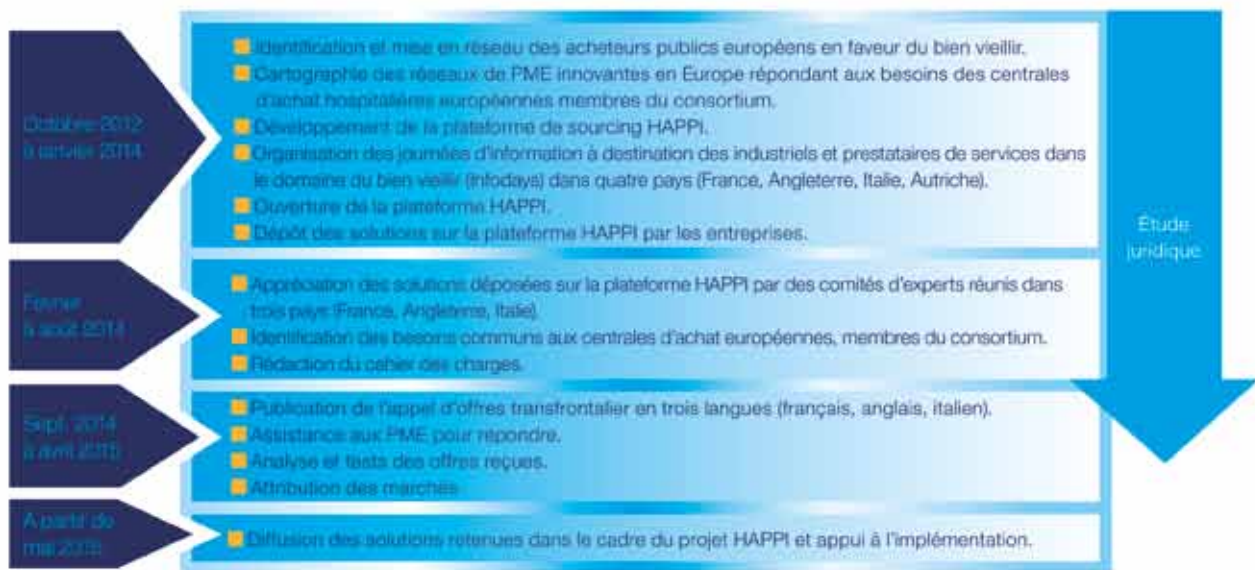 Octobre 2012
à janvier 2014
Identification et mise en réseau des acheteurs publics européens en faveur du bien vieillir.
Cartographie des réseaux de PME innovantes en Europe répondant aux besoins des centrales
d'achat hospitalières européennes membres du consortium.
Développement de la plateforme de sourcing HAPPI.
Organisation des journées d'information à destination des industriels et prestataires de services dans
le domaine du bien vieillir (Infodays) dans quatre pays (France, Angleterre, Italie, Autriche).
Ouverture de la plateforme HAPPI.
Dépôt des solutions sur la plateforme HAPPI par les entreprises.
Février
à août 2014
Appréciation des solutions déposées sur la plateforme HAPPI par des comités d'experts réunis dans
trois pays (France, Angleterre, Italie).
Identification des besoins communs aux centrales d'achat européennes, membres du consortium.
Rédaction du cahier des charges.
Sept. 2014
à avril 2015
Publication de l'appel d'offres transfrontalier en trois langues (français, anglais, italien).
Assistance aux PME pour répondre.
Analyse et tests des offres reçues.
Attribution des marchés
À partir de
mai 2015
Diffusion des solutions retenues dans le cadre du projet HAPPI et appui à l'implémentation.
Étude
juridique